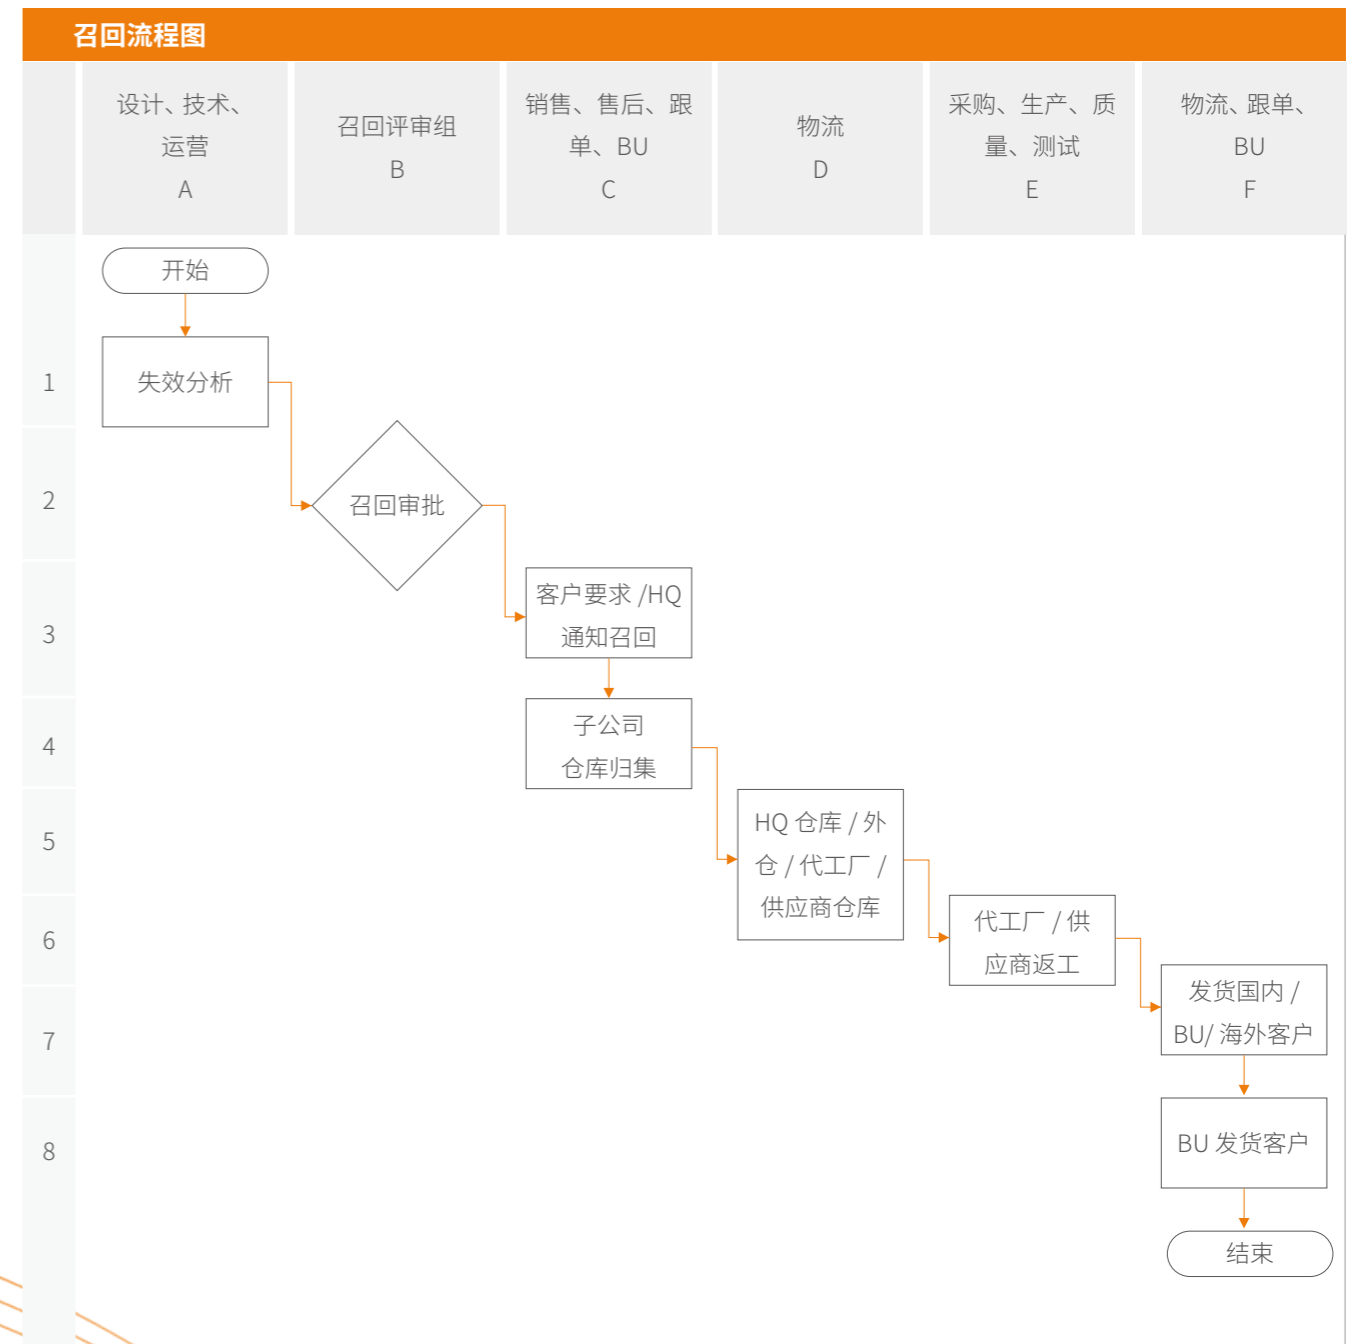 召回流程图
设计、技术、
运营
A
召回评审组
B
销售、售后、跟
单、BU
C
物流
D
采购、生产、质
量、测试
E
物流、跟单、
BU
F
开始
1
失效分析
2
召回审批
3
客户要求 /HQ
通知召回
4
子公司
仓库归集
5
HQ 仓库 / 外
仓 / 代工厂 /
供应商仓库
6
代工厂 / 供
应商返工
7
发货国内 /
BU/ 海外客户
8
BU 发货客户
结束